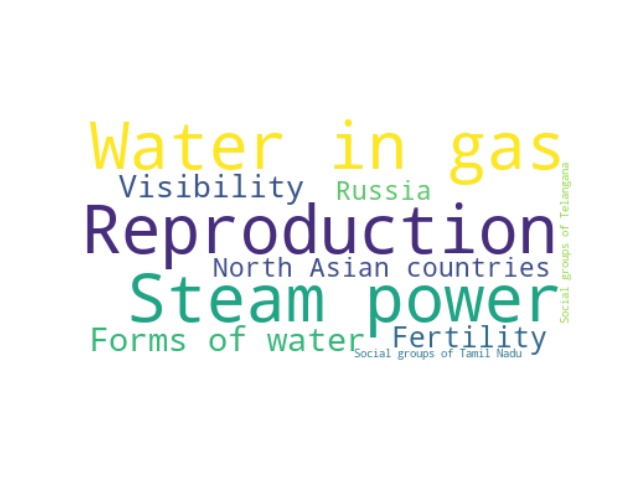 Water in gas
Visibility
Russia
Social groups of Telangana
Reproduction
North Asian countries
Steam power
Forms of water
Fertility
Social groups of Tamil Nadu